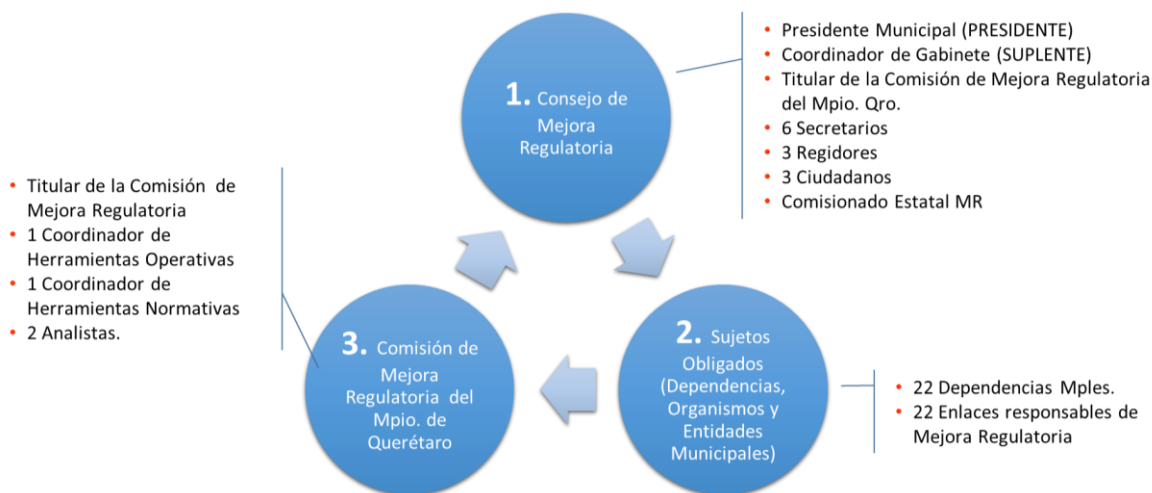 1. Consejo de
Mejora
Regulatoria
• Presidente Municipal (PRESIDENTE)
• Coordinador de Gabinete (SUPLENTE)
• Titular de la Comisión de Mejora Regulatoria
del Mpio. Qro.
• 6 Secretarios
• 3 Regidores
• 3 Ciudadanos
• Comisionado Estatal MR
2. Sujetos
Obligados
(Dependencias,
Organismos y
Entidades
Municipales)
• 22 Dependencias Mples.
• 22 Enlaces responsables de
Mejora Regulatoria
3. Comisión de
Mejora
Regulatoria del
Mpio. de
Querétaro
• Titular de la Comisión de
Mejora Regulatoria
• 1 Coordinador de
Herramientas Operativas
• 1 Coordinador de
Herramientas Normativas
• 2 Analistas.